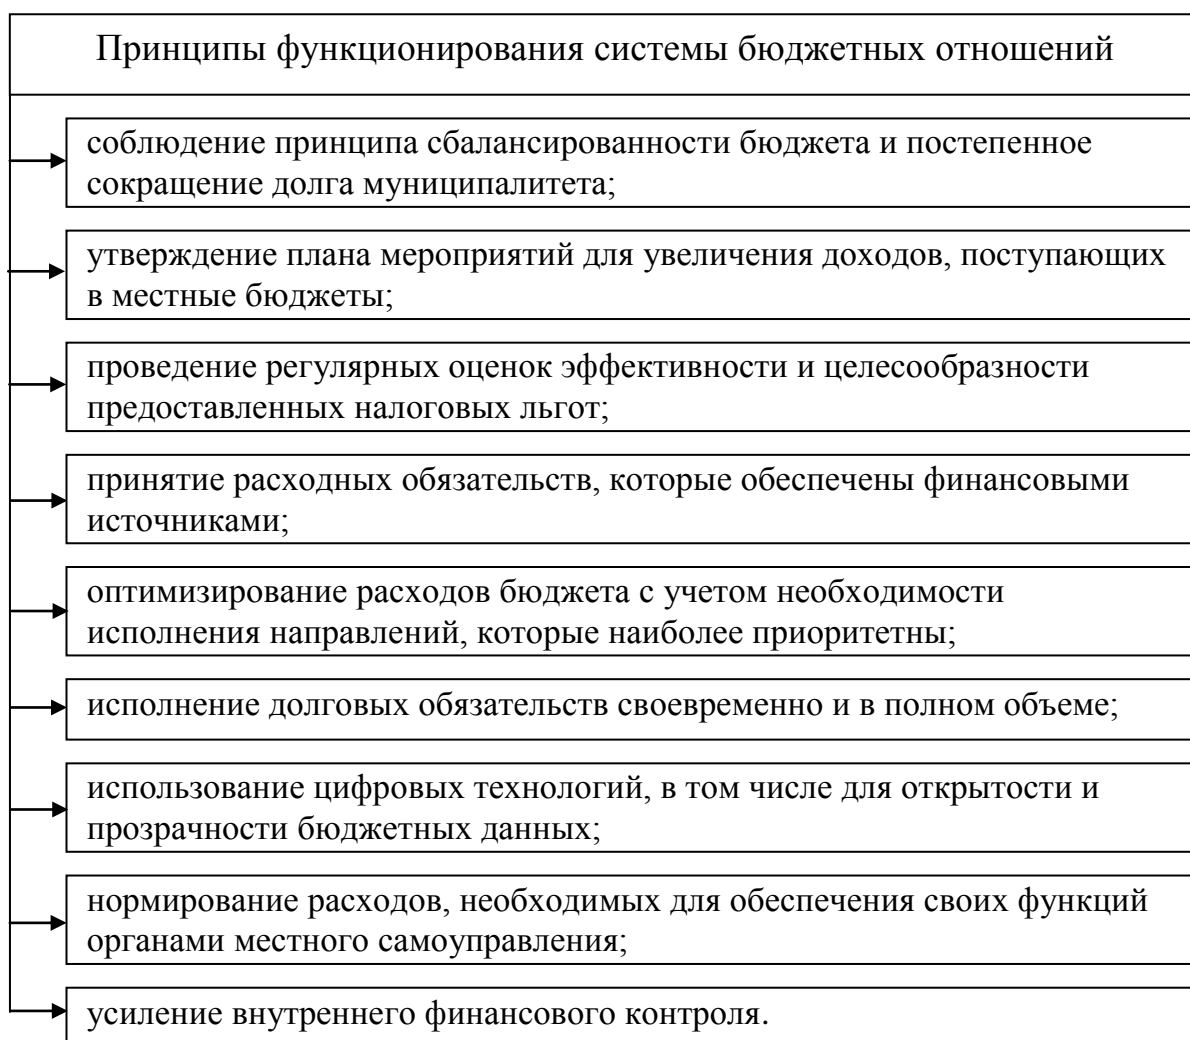 Принципы функционирования системы бюджетных отношений
соблюдение принципа сбалансированности бюджета и постепенное
сокращение долга муниципалитета;
утверждение плана мероприятий для увеличения доходов, поступающих
в местные бюджеты;
проведение регулярных оценок эффективности и целесообразности
предоставленных налоговых льгот;
принятие расходных обязательств, которые обеспечены финансовыми
источниками;
оптимизирование расходов бюджета с учетом необходимости
исполнения направлений, которые наиболее приоритетны;
исполнение долговых обязательств своевременно и в полном объеме;
использование цифровых технологий, в том числе для открытости и
прозрачности бюджетных данных;
нормирование расходов, необходимых для обеспечения своих функций
органами местного самоуправления;
усиление внутреннего финансового контроля.